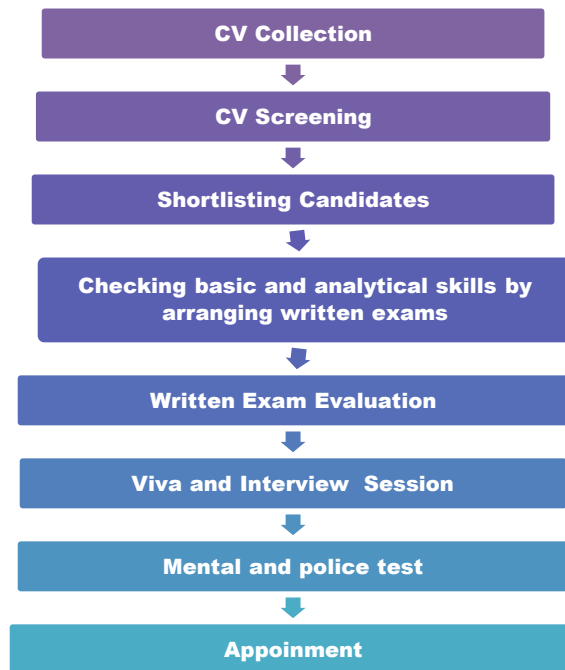 CV Collection
CV Screening
Shortlisting Candidates
Checking basic and analytical skills by
arranging written exams
Written Exam Evaluation
Viva and Interview  Session
Mental and police test
Appoinment